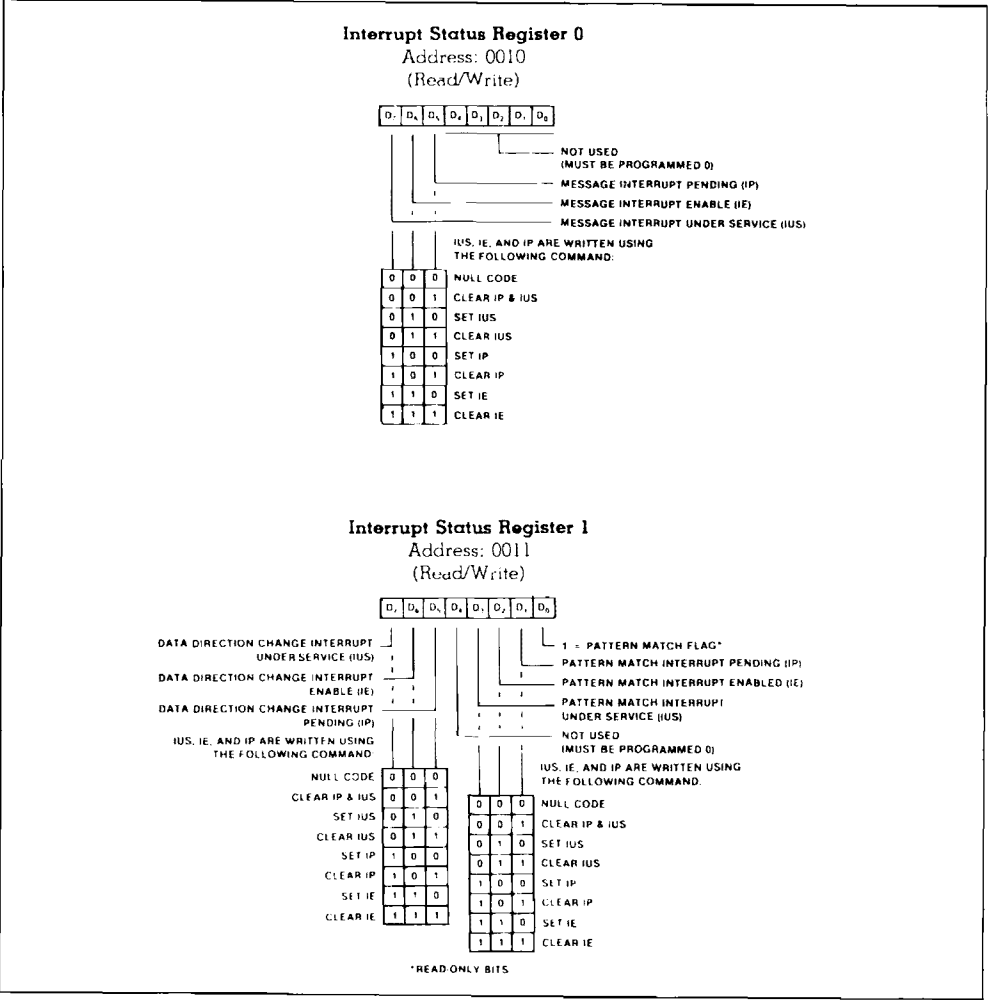 Interrupt Status Register 0
Address: 0010
(Read/Write)
D7 D6 D5 D4 D3 D2 D1 D0
NOT USED
(MUST BE PROGRAMMED 0)
MESSAGE INTERRUPT PENDING (IP)
MESSAGE INTERRUPT ENABLE (IE)
MESSAGE INTERRUPT UNDER SERVICE (IUS)
IUS, IE, AND IP ARE WRITTEN USING
THE FOLLOWING COMMAND:
0 0 0 NULL CODE
0 0 1 CLEAR IP & IUS
0 1 0 SET IUS
0 1 1 CLEAR IUS
1 0 0 SET IP
1 0 1 CLEAR IP
1 1 0 SET IE
1 1 1 CLEAR IE
Interrupt Status Register 1
Address: 0011
(Read/Write)
D7 D6 D5 D4 D3 D2 D1 D0
DATA DIRECTION CHANGE INTERRUPT
UNDER SERVICE (IUS)
DATA DIRECTION CHANGE INTERRUPT
ENABLE (IE)
DATA DIRECTION CHANGE INTERRUPT
PENDING (IP)
IUS, IE, AND IP ARE WRITTEN USING
THE FOLLOWING COMMAND
NULL CODE 0 0 0
CLEAR IP & IUS 0 0 1
SET IUS 0 1 0
CLEAR IUS 0 1 1
SET IP 1 0 0
CLEAR IP 1 0 1
SET IE 1 1 0
CLEAR IE 1 1 1
1 = PATTERN MATCH FLAG*
PATTERN MATCH INTERRUPT PENDING (IP)
PATTERN MATCH INTERRUPT ENABLED (IE)
PATTERN MATCH INTERRUPT
UNDER SERVICE (IUS)
NOT USED
(MUST BE PROGRAMMED 0)
IUS, IE, AND IP ARE WRITTEN USING
THE FOLLOWING COMMAND.
0 0 0 NULL CODE
0 0 1 CLEAR IP & IUS
0 1 0 SET IUS
0 1 1 CLEAR IUS
1 0 0 SET IP
1 0 1 CLEAR IP
1 1 0 SET IE
1 1 1 CLEAR IE
*READ-ONLY BITS